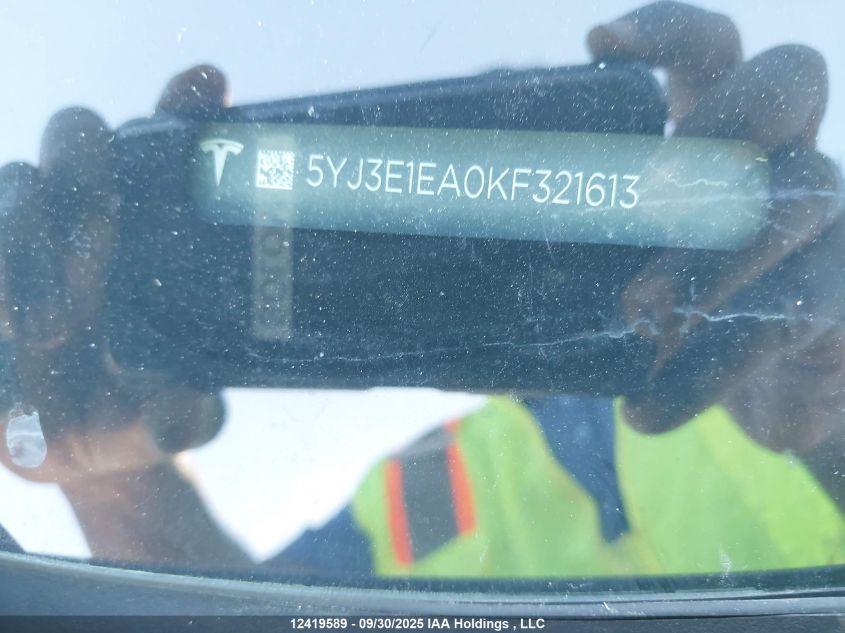 5YJ3E1EA0KF321613
12419589 - 09/30/2025 IAA Holdings , LLC